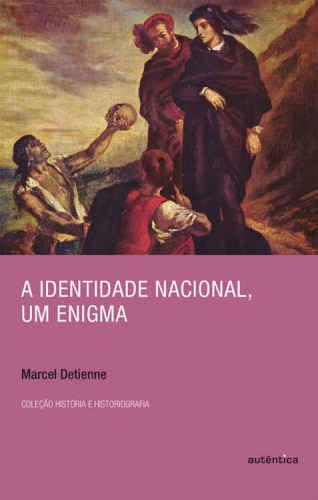 A IDENTIDADE NACIONAL,
UM ENIGMA
Marcel Detienne
COLEÇÃO HISTÓRIA E HISTORIOGRAFIA
autêntica